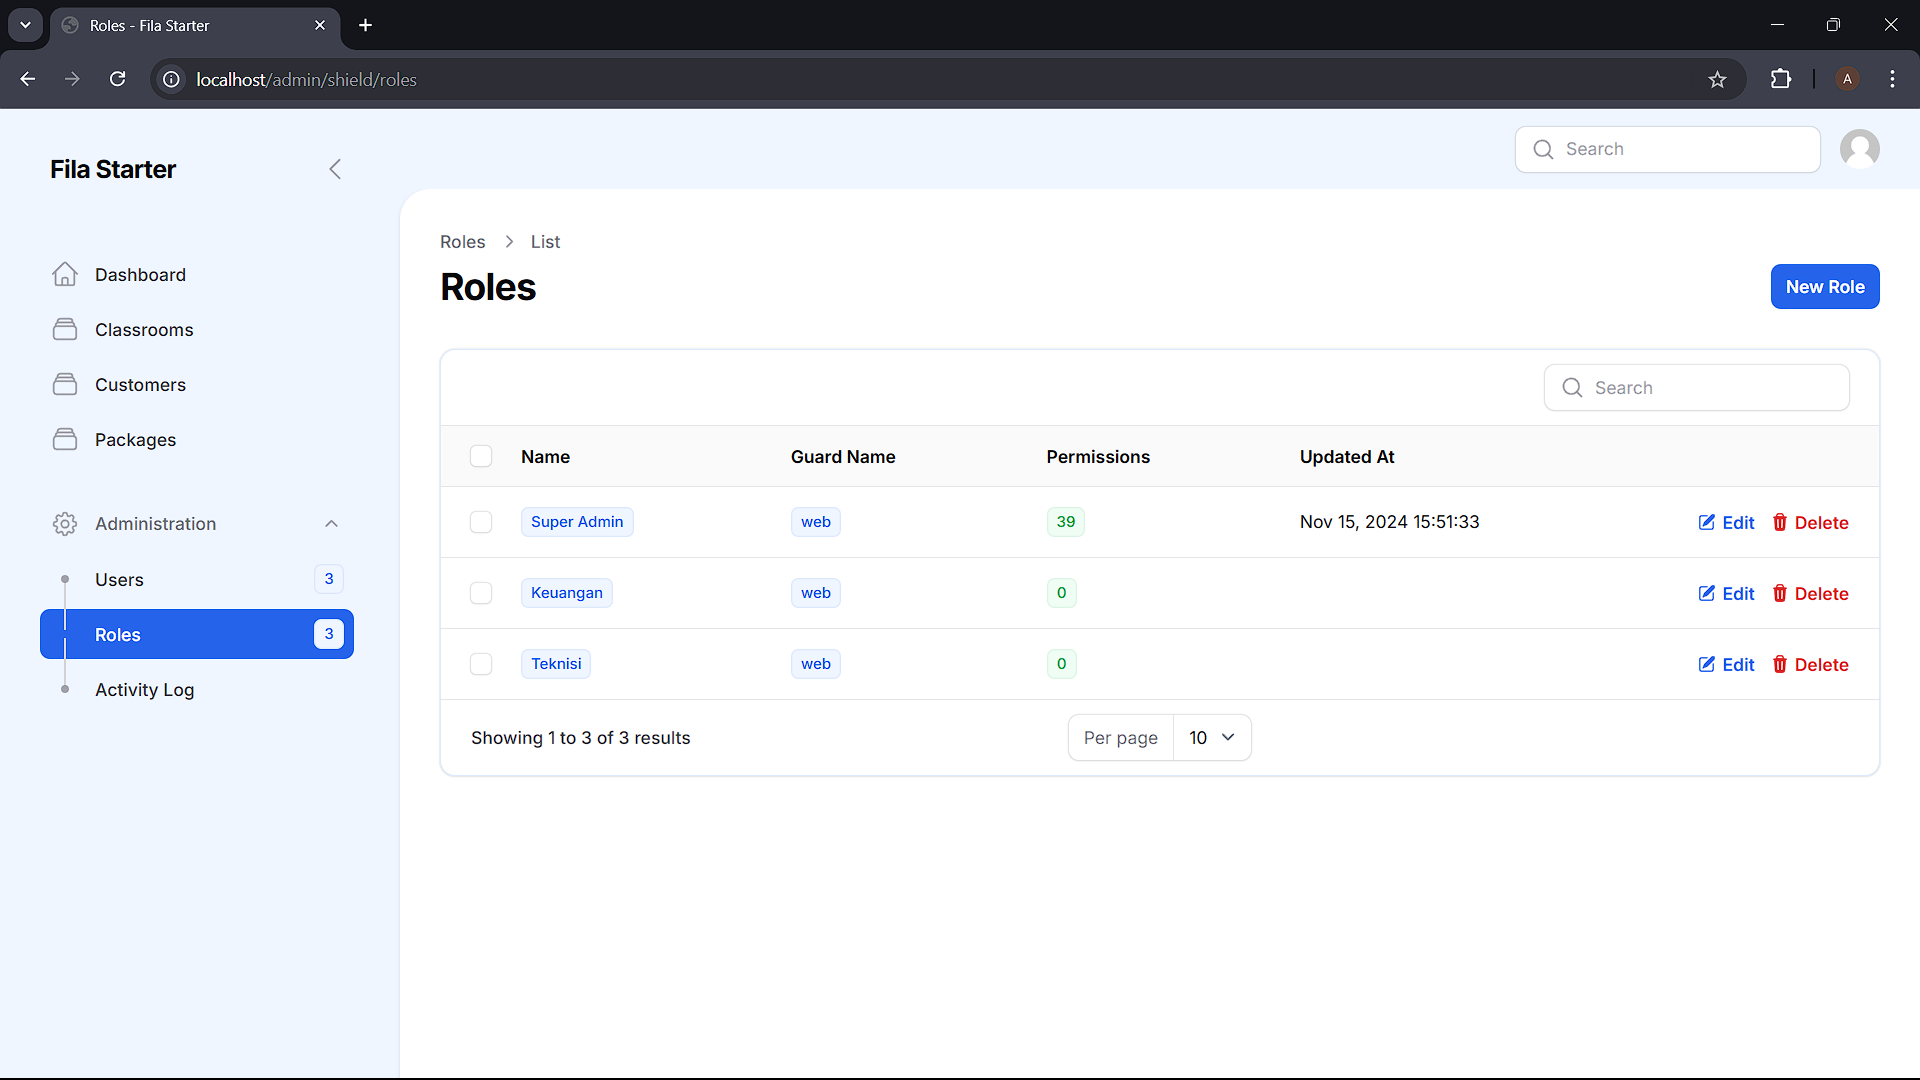 Roles - Fila Starter
localhost/admin/shield/roles
A
Fila Starter
Search
Dashboard
Classrooms
Customers
Packages
Administration
Users 3
Roles 3
Activity Log
Roles > List
Roles
New Role
Search
Name Guard Name Permissions Updated At
Super Admin web 39 Nov 15, 2024 15:51:33 Edit Delete
Keuangan web 0 Edit Delete
Teknisi web 0 Edit Delete
Showing 1 to 3 of 3 results Per page 10